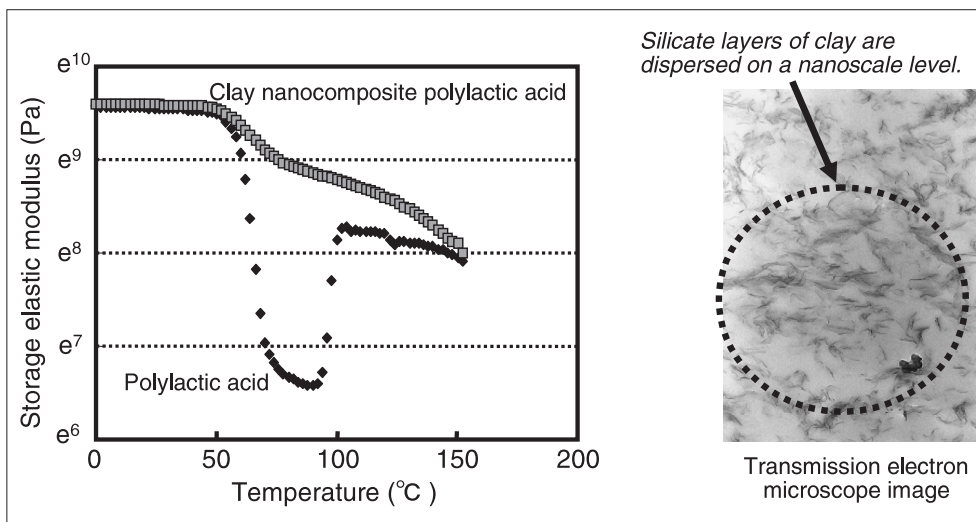 Silicate layers of clay are
dispersed on a nanoscale level.
e10
e9
e8
e7
e6
Storage elastic modulus (Pa)
Clay nanocomposite polylactic acid
Polylactic acid
0 50 100 150 200
Temperature (°C )
Transmission electron
microscope image